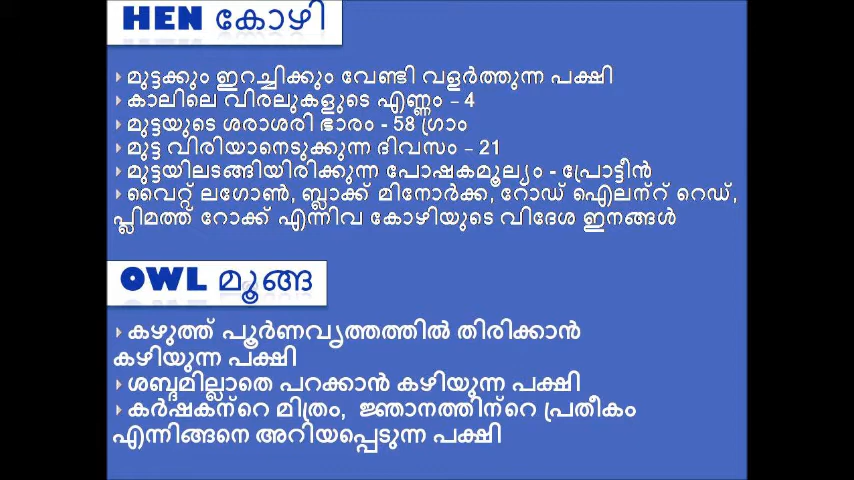 HEN കോഴി
മുട്ടക്കും ഇറച്ചിക്കും വേണ്ടി വളർത്തുന്ന പക്ഷി
കാലിലെ വിരലുകളുടെ എണ്ണം – 4
മുട്ടയുടെ ശരാശരി ഭാരം - 58 ഗ്രാം
മുട്ട വിരിയാനെടുക്കുന്ന ദിവസം – 21
മുട്ടയിലടങ്ങിയിരിക്കുന്ന പോഷകമൂല്യം - പ്രോട്ടീൻ
വൈറ്റ് ലഗോൺ, ബ്ലാക്ക് മിനോർക്ക, റോഡ് ഐലന്റ് റെഡ്,
പ്ലിമത്ത് റോക്ക് എന്നിവ കോഴിയുടെ വിദേശ ഇനങ്ങൾ
OWL മൂങ്ങ
കഴുത്ത് പൂർണവൃത്തത്തിൽ തിരിക്കാൻ
കഴിയുന്ന പക്ഷി
ശബ്ദമില്ലാതെ പറക്കാൻ കഴിയുന്ന പക്ഷി
കർഷകന്റെ മിത്രം, ജ്ഞാനത്തിന്റെ പ്രതീകം
എന്നിങ്ങനെ അറിയപ്പെടുന്ന പക്ഷി